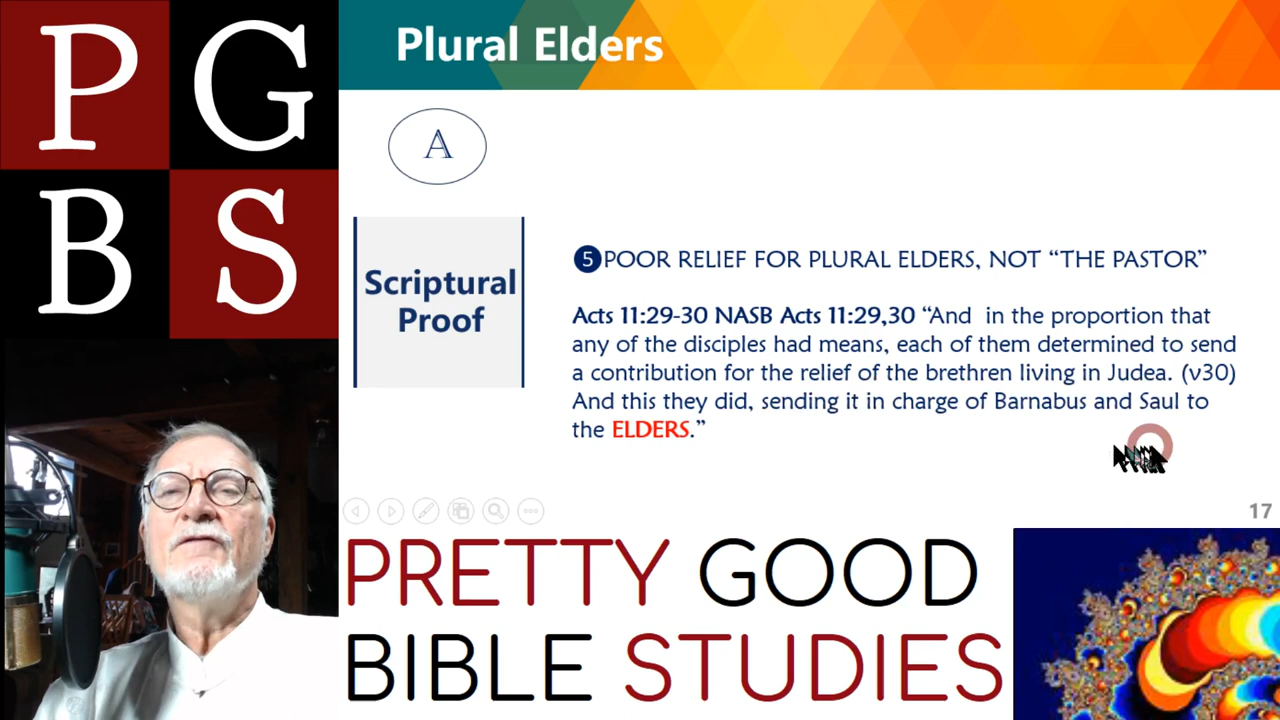 P G
B S
Plural Elders
A
Scriptural
Proof
5 POOR RELIEF FOR PLURAL ELDERS, NOT “THE PASTOR”
Acts 11:29-30 NASB Acts 11:29,30 “And in the proportion that
any of the disciples had means, each of them determined to send
a contribution for the relief of the brethren living in Judea. (v30)
And this they did, sending it in charge of Barnabus and Saul to
the ELDERS.”
17
PRETTY GOOD
BIBLE STUDIES